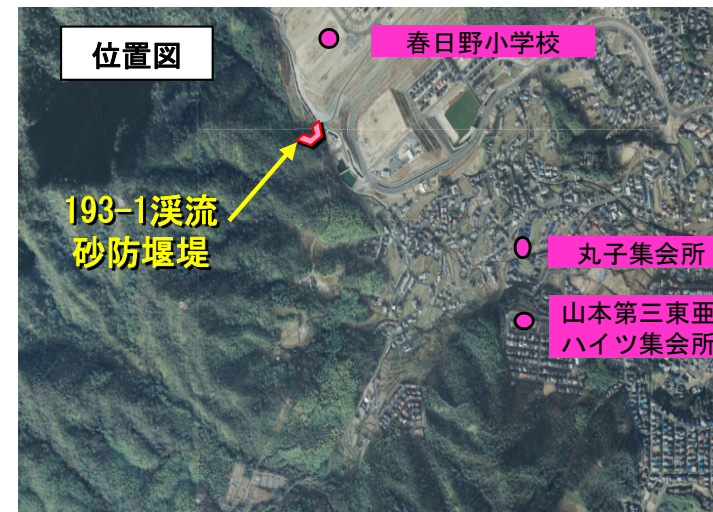 位置図
春日野小学校
193-1渓流
砂防堰堤
丸子集会所
山本第三東亜
ハイツ集会所